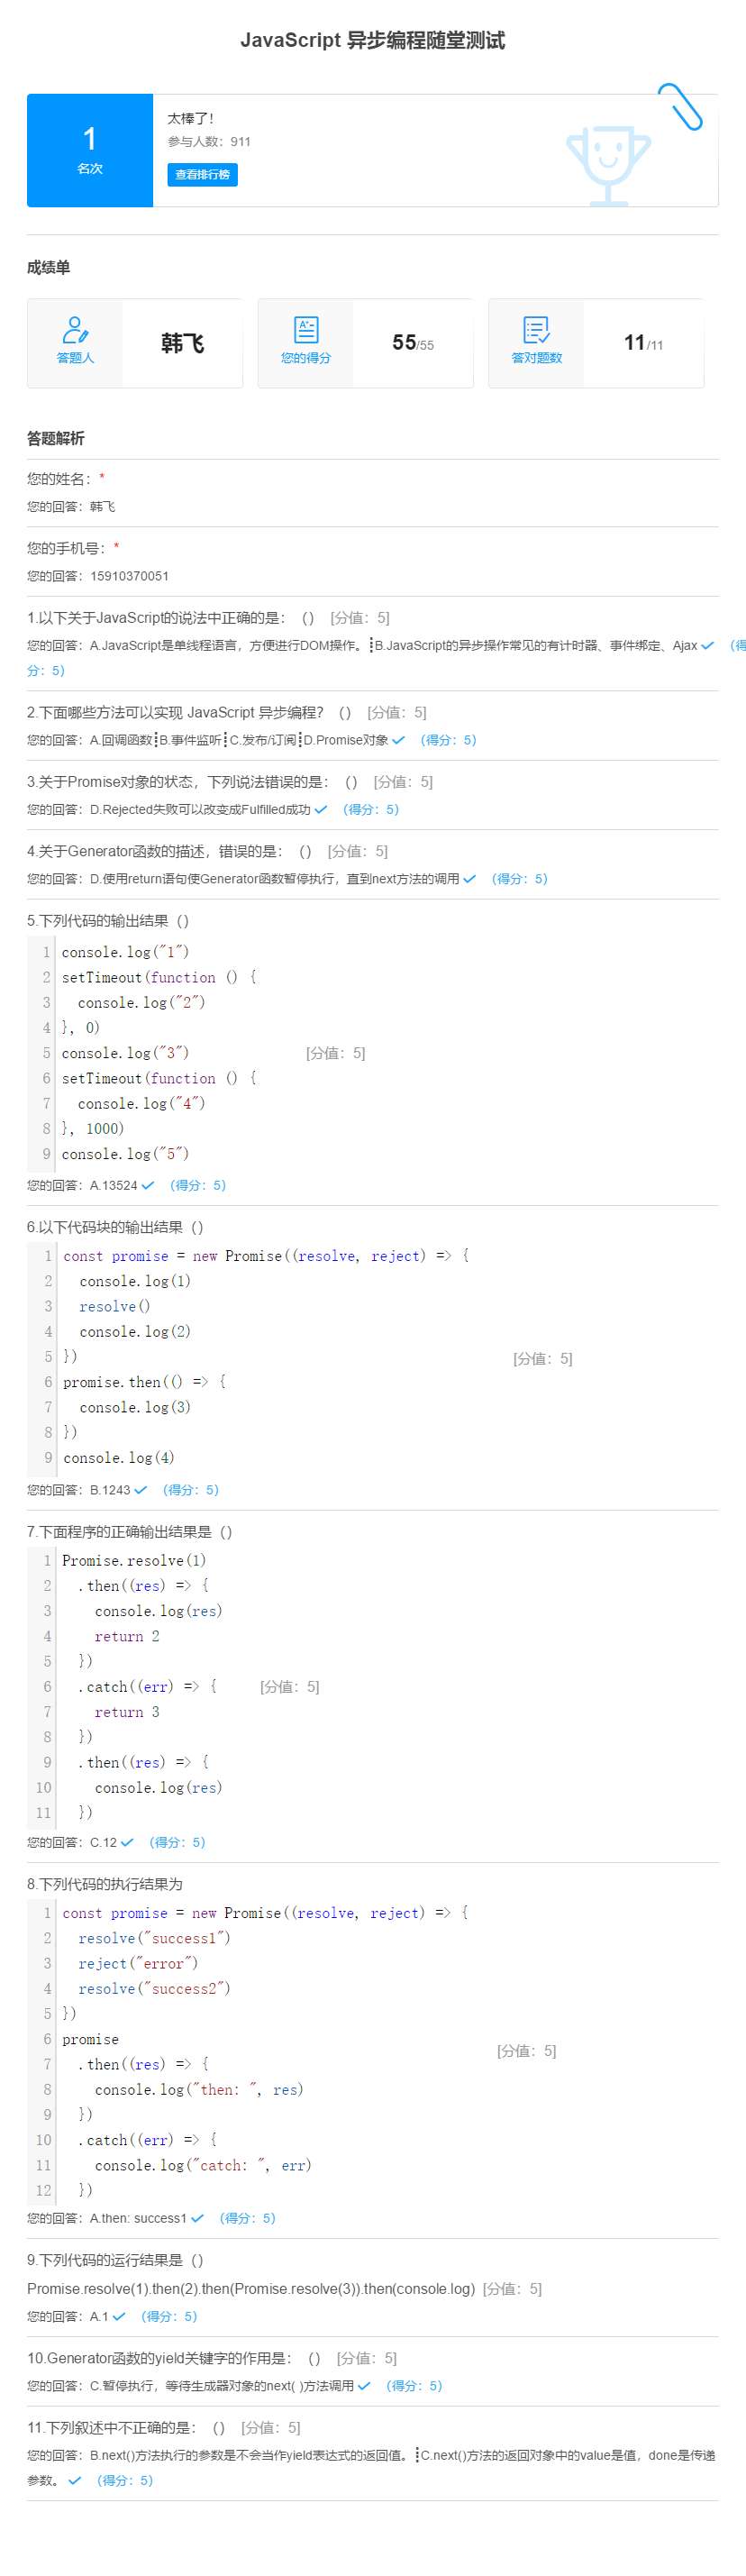 JavaScript 异步编程随堂测试
1
名次
太棒了！
参与人数：911
查看排行榜
成绩单
答题人
韩飞
您的得分
55/55
答对题数
11/11
答题解析
您的姓名：*
您的回答：韩飞
您的手机号：*
您的回答：15910370051
1.以下关于JavaScript的说法中正确的是：（） [分值：5]
您的回答：A.JavaScript是单线程语言，方便进行DOM操作。┋B.JavaScript的异步操作常见的有计时器、事件绑定、Ajax （得
分：5）
2.下面哪些方法可以实现 JavaScript 异步编程？（） [分值：5]
您的回答：A.回调函数┋B.事件监听┋C.发布/订阅┋D.Promise对象 （得分：5）
3.关于Promise对象的状态，下列说法错误的是：（） [分值：5]
您的回答：D.Rejected失败可以改变成Fulfilled成功 （得分：5）
4.关于Generator函数的描述，错误的是：（） [分值：5]
您的回答：D.使用return语句使Generator函数暂停执行，直到next方法的调用 （得分：5）
5.下列代码的输出结果（）
1 console.log("1")
2 setTimeout(function () {
3 console.log("2")
4 }, 0)
5 console.log("3") [分值：5]
6 setTimeout(function () {
7 console.log("4")
8 }, 1000)
9 console.log("5")
您的回答：A.13524 （得分：5）
6.以下代码块的输出结果（）
1 const promise = new Promise((resolve, reject) => {
2 console.log(1)
3 resolve()
4 console.log(2)
5 }) [分值：5]
6 promise.then(() => {
7 console.log(3)
8 })
9 console.log(4)
您的回答：B.1243 （得分：5）
7.下面程序的正确输出结果是（）
1 Promise.resolve(1)
2 .then((res) => {
3 console.log(res)
4 return 2
5 })
6 .catch((err) => { [分值：5]
7 return 3
8 })
9 .then((res) => {
10 console.log(res)
11 })
您的回答：C.12 （得分：5）
8.下列代码的执行结果为
1 const promise = new Promise((resolve, reject) => {
2 resolve("success1")
3 reject("error")
4 resolve("success2")
5 })
6 promise [分值：5]
7 .then((res) => {
8 console.log("then: ", res)
9 })
10 .catch((err) => {
11 console.log("catch: ", err)
12 })
您的回答：A.then: success1 （得分：5）
9.下列代码的运行结果是（）
Promise.resolve(1).then(2).then(Promise.resolve(3)).then(console.log) [分值：5]
您的回答：A.1 （得分：5）
10.Generator函数的yield关键字的作用是：（） [分值：5]
您的回答：C.暂停执行，等待生成器对象的next( )方法调用 （得分：5）
11.下列叙述中不正确的是：（） [分值：5]
您的回答：B.next()方法执行的参数是不会当作yield表达式的返回值。┋C.next()方法的返回对象中的value是值，done是传递
参数。 （得分：5）